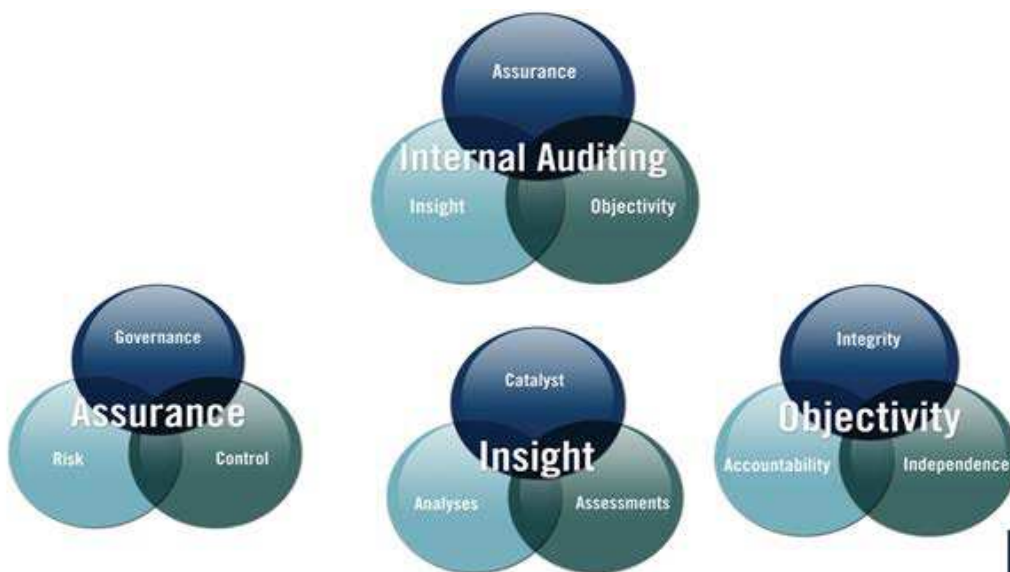 Assurance
Internal Auditing
Insight
Objectivity
Governance
Assurance
Risk
Control
Catalyst
Insight
Analyses
Assessments
Integrity
Objectivity
Accountability
Independence